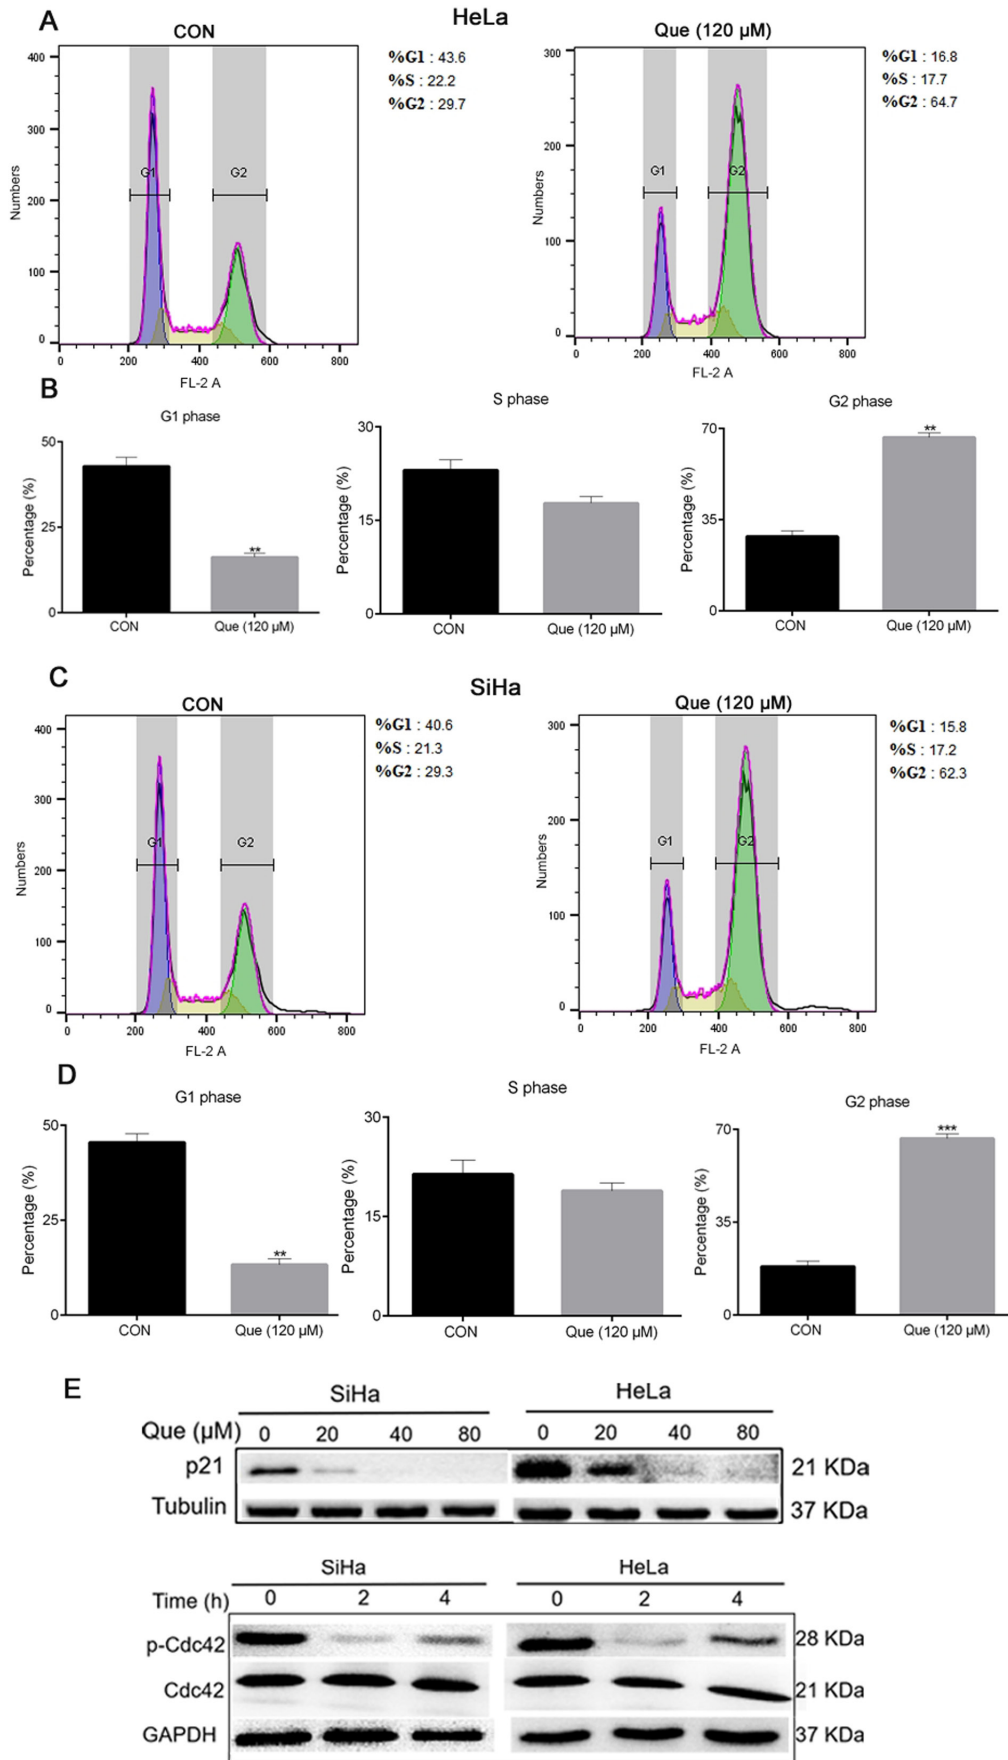 A
HeLa
CON
%G1 : 43.6
%S : 22.2
%G2 : 29.7
400
300
200
100
0
Numbers
G1
G2
0 200 400 600 800
FL-2 A
Que (120 µM)
%G1 : 16.8
%S : 17.7
%G2 : 64.7
300
200
100
0
Numbers
G1
G2
0 200 400 600 800
FL-2 A
B
G1 phase
50
25
0
Percentage (%)
**
CON Que (120 µM)
S phase
30
15
0
Percentage (%)
CON Que (120 µM)
G2 phase
70
35
0
Percentage (%)
**
CON Que (120 µM)
C
SiHa
CON
%G1 : 40.6
%S : 21.3
%G2 : 29.3
400
300
200
100
0
Numbers
G1
G2
0 200 400 600 800
FL-2 A
Que (120 µM)
%G1 : 15.8
%S : 17.2
%G2 : 62.3
300
200
100
0
Numbers
G1
G2
0 200 400 600 800
FL-2 A
D
G1 phase
50
25
0
Percentage (%)
**
CON Que (120 µM)
S phase
30
15
0
Percentage (%)
CON Que (120 µM)
G2 phase
70
35
0
Percentage (%)
***
CON Que (120 µM)
E
SiHa HeLa
Que (µM) 0 20 40 80 0 20 40 80
p21 21 KDa
Tubulin 37 KDa
SiHa HeLa
Time (h) 0 2 4 0 2 4
p-Cdc42 28 KDa
Cdc42 21 KDa
GAPDH 37 KDa